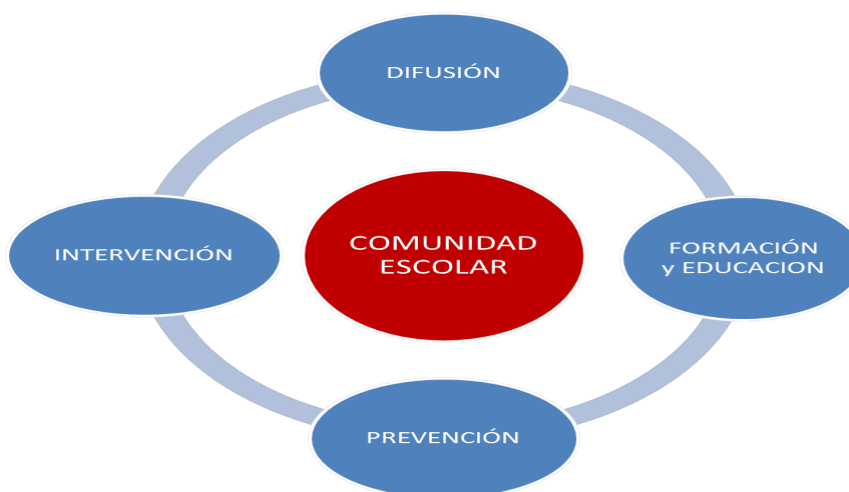 DIFUSIÓN
INTERVENCIÓN
COMUNIDAD
ESCOLAR
FORMACIÓN
y EDUCACION
PREVENCIÓN